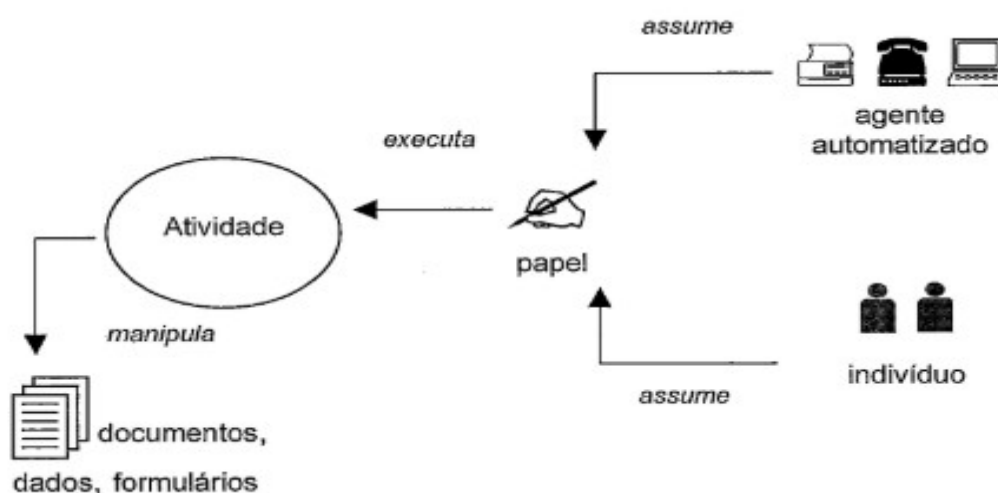 assume
agente
automatizado
executa
Atividade
papel
manipula
indivíduo
assume
documentos,
dados, formulários